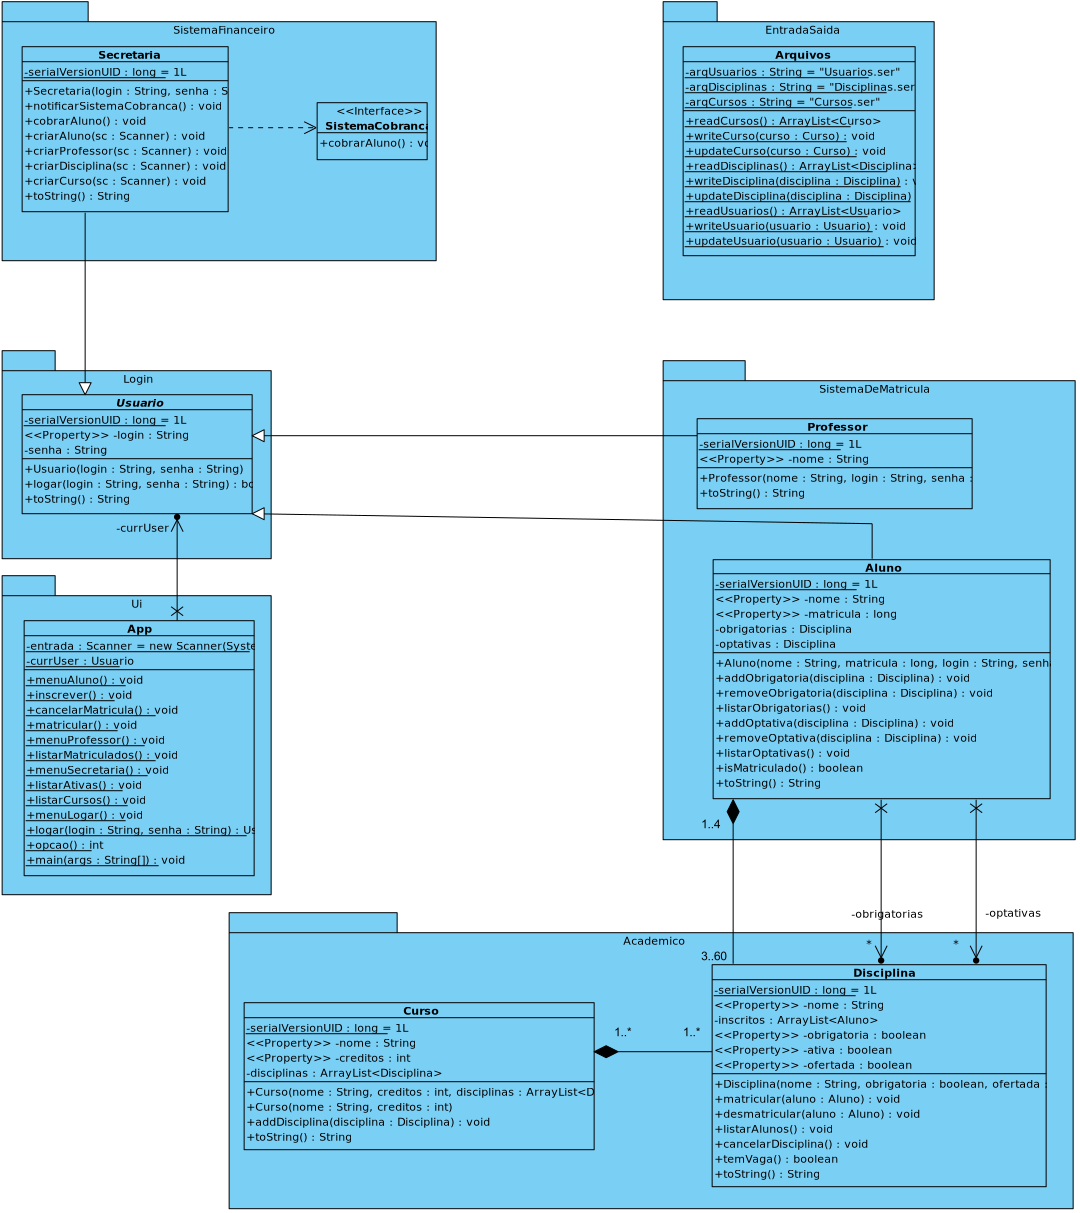 SistemaFinanceiro
Secretaria
-serialVersionUID : long = 1L
+Secretaria(login : String, senha : S
+notificarSistemaCobranca() : void
+cobrarAluno() : void
+criarAluno(sc : Scanner) : void
+criarProfessor(sc : Scanner) : void
+criarDisciplina(sc : Scanner) : void
+criarCurso(sc : Scanner) : void
+toString() : String
<<Interface>>
SistemaCobranca
+cobrarAluno() : vo
EntradaSaida
Arquivos
-arqUsuarios : String = "Usuarios.ser"
-arqDisciplinas : String = "Disciplinas.ser
-arqCursos : String = "Cursos.ser"
+readCursos() : ArrayList<Curso>
+writeCurso(curso : Curso) : void
+updateCurso(curso : Curso) : void
+readDisciplinas() : ArrayList<Disciplina>
+writeDisciplina(disciplina : Disciplina) : v
+updateDisciplina(disciplina : Disciplina)
+readUsuarios() : ArrayList<Usuario>
+writeUsuario(usuario : Usuario) : void
+updateUsuario(usuario : Usuario) : void
Login
Usuario
-serialVersionUID : long = 1L
<<Property>> -login : String
-senha : String
+Usuario(login : String, senha : String)
+logar(login : String, senha : String) : bo
+toString() : String
-currUser
SistemaDeMatricula
Professor
-serialVersionUID : long = 1L
<<Property>> -nome : String
+Professor(nome : String, login : String, senha :
+toString() : String
Aluno
-serialVersionUID : long = 1L
<<Property>> -nome : String
<<Property>> -matricula : long
-obrigatorias : Disciplina
-optativas : Disciplina
+Aluno(nome : String, matricula : long, login : String, senha
+addObrigatoria(disciplina : Disciplina) : void
+removeObrigatoria(disciplina : Disciplina) : void
+listarObrigatorias() : void
+addOptativa(disciplina : Disciplina) : void
+removeOptativa(disciplina : Disciplina) : void
+listarOptativas() : void
+isMatriculado() : boolean
+toString() : String
Ui
App
-entrada : Scanner = new Scanner(Syste
-currUser : Usuario
+menuAluno() : void
+inscrever() : void
+cancelarMatricula() : void
+matricular() : void
+menuProfessor() : void
+listarMatriculados() : void
+menuSecretaria() : void
+listarAtivas() : void
+listarCursos() : void
+menuLogar() : void
+logar(login : String, senha : String) : Us
+opcao() : int
+main(args : String[]) : void
1..4
-obrigatorias
-optativas
*
*
3..60
Academico
Curso
-serialVersionUID : long = 1L
<<Property>> -nome : String
<<Property>> -creditos : int
-disciplinas : ArrayList<Disciplina>
+Curso(nome : String, creditos : int, disciplinas : ArrayList<D
+Curso(nome : String, creditos : int)
+addDisciplina(disciplina : Disciplina) : void
+toString() : String
1..*
1..*
Disciplina
-serialVersionUID : long = 1L
<<Property>> -nome : String
-inscritos : ArrayList<Aluno>
<<Property>> -obrigatoria : boolean
<<Property>> -ativa : boolean
<<Property>> -ofertada : boolean
+Disciplina(nome : String, obrigatoria : boolean, ofertada :
+matricular(aluno : Aluno) : void
+desmatricular(aluno : Aluno) : void
+listarAlunos() : void
+cancelarDisciplina() : void
+temVaga() : boolean
+toString() : String